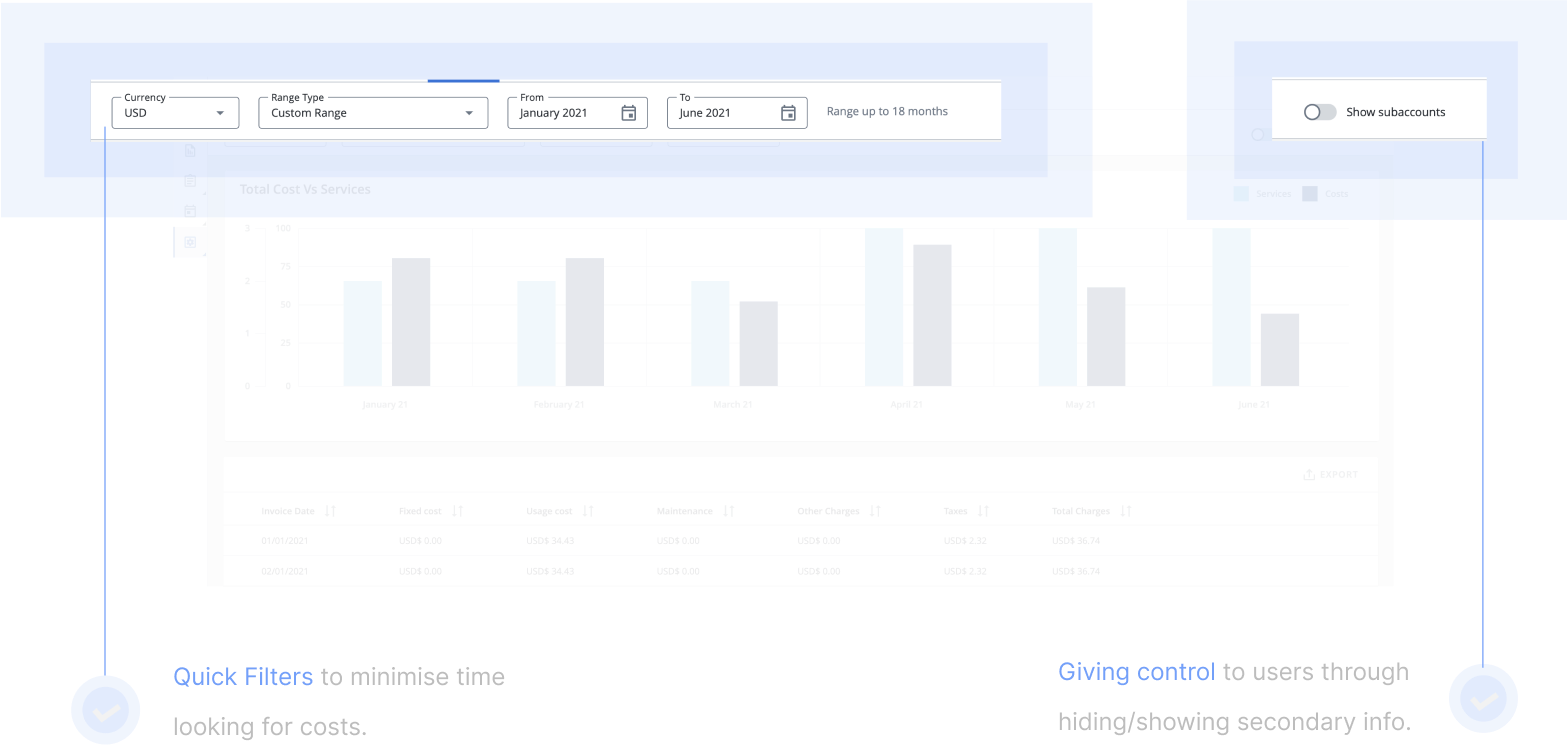 Currency
USD
Range Type
Custom Range
From
January 2021
To
June 2021
Range up to 18 months
Show subaccounts
Total Cost Vs Services
Services
Costs
3
100
75
2
50
1
25
0
0
January 21
February 21
March 21
April 21
May 21
June 21
EXPORT
Invoice Date
Fixed cost
Usage cost
Maintenance
Other Charges
Taxes
Total Charges
01/01/2021
USD$ 0.00
USD$ 34.43
USD$ 0.00
USD$ 0.00
USD$ 2.32
USD$ 36.74
02/01/2021
USD$ 0.00
USD$ 34.43
USD$ 0.00
USD$ 0.00
USD$ 2.32
USD$ 36.74
Quick Filters to minimise time
looking for costs.
Giving control to users through
hiding/showing secondary info.